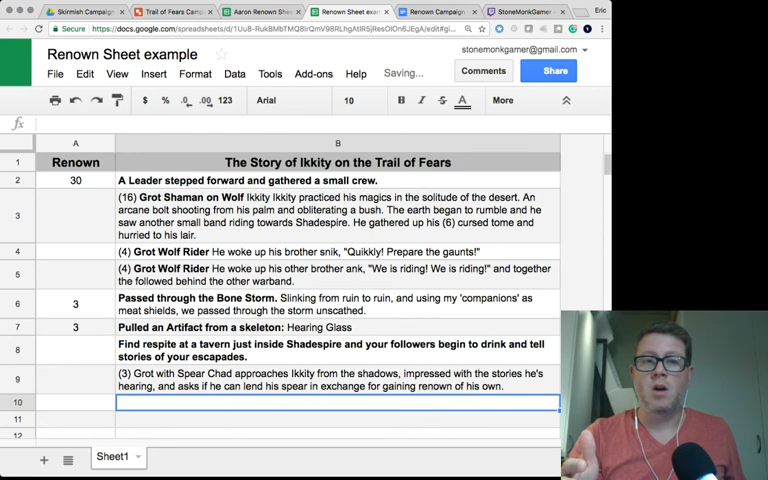 Skirmish Campaign
Trail of Fears Camp
Aaron Renown Shee
Renown Sheet exam
Renown Campaign
StoneMonkGamer
Eric
Secure
Renown Sheet example
stonemonkgamer@gmail.com
File Edit View Insert Format Data Tools Add-ons Help Saving...
Comments
Share
$ % .0 .00 123 Arial 10 B I S A More
fx
A B
1 Renown The Story of Ikkity on the Trail of Fears
2 30 A Leader stepped forward and gathered a small crew.
3 (16) Grot Shaman on Wolf Ikkity Ikkity practiced his magics in the solitude of the desert. An
arcane bolt shooting from his palm and obliterating a bush. The earth began to rumble and he
saw another small band riding towards Shadespire. He gathered up his (6) cursed tome and
hurried to his lair.
4 (4) Grot Wolf Rider He woke up his brother snik, "Quikkly! Prepare the gaunts!"
5 (4) Grot Wolf Rider He woke up his other brother ank, "We is riding! We is riding!" and together
the followed behind the other warband.
6 3 Passed through the Bone Storm. Slinking from ruin to ruin, and using my 'companions' as
meat shields, we passed through the storm unscathed.
7 3 Pulled an Artifact from a skeleton: Hearing Glass
8 Find respite at a tavern just inside Shadespire and your followers begin to drink and tell
stories of your escapades.
9 (3) Grot with Spear Chad approaches Ikkity from the shadows, impressed with the stories he's
hearing, and asks if he can lend his spear in exchange for gaining renown of his own.
10
11
12
Sheet1